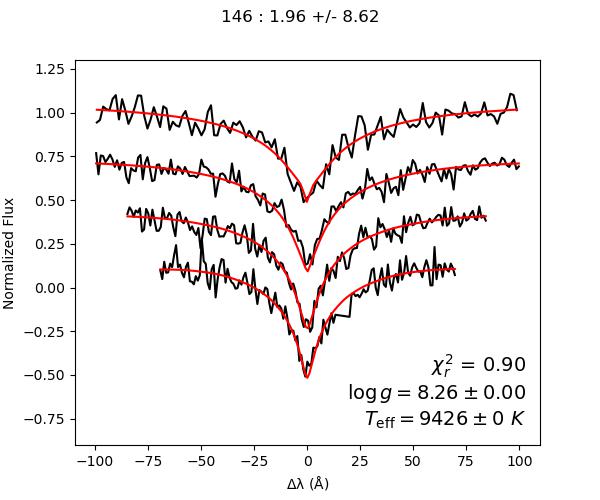 146 : 1.96 +/- 8.62
1.25
1.00
0.75
0.50
0.25
0.00
−0.25
−0.50
−0.75
Normalized Flux
χ²ᵣ = 0.90
log g = 8.26 ± 0.00
T_eff = 9426 ± 0 K
−100 −75 −50 −25 0 25 50 75 100
Δλ (Å)